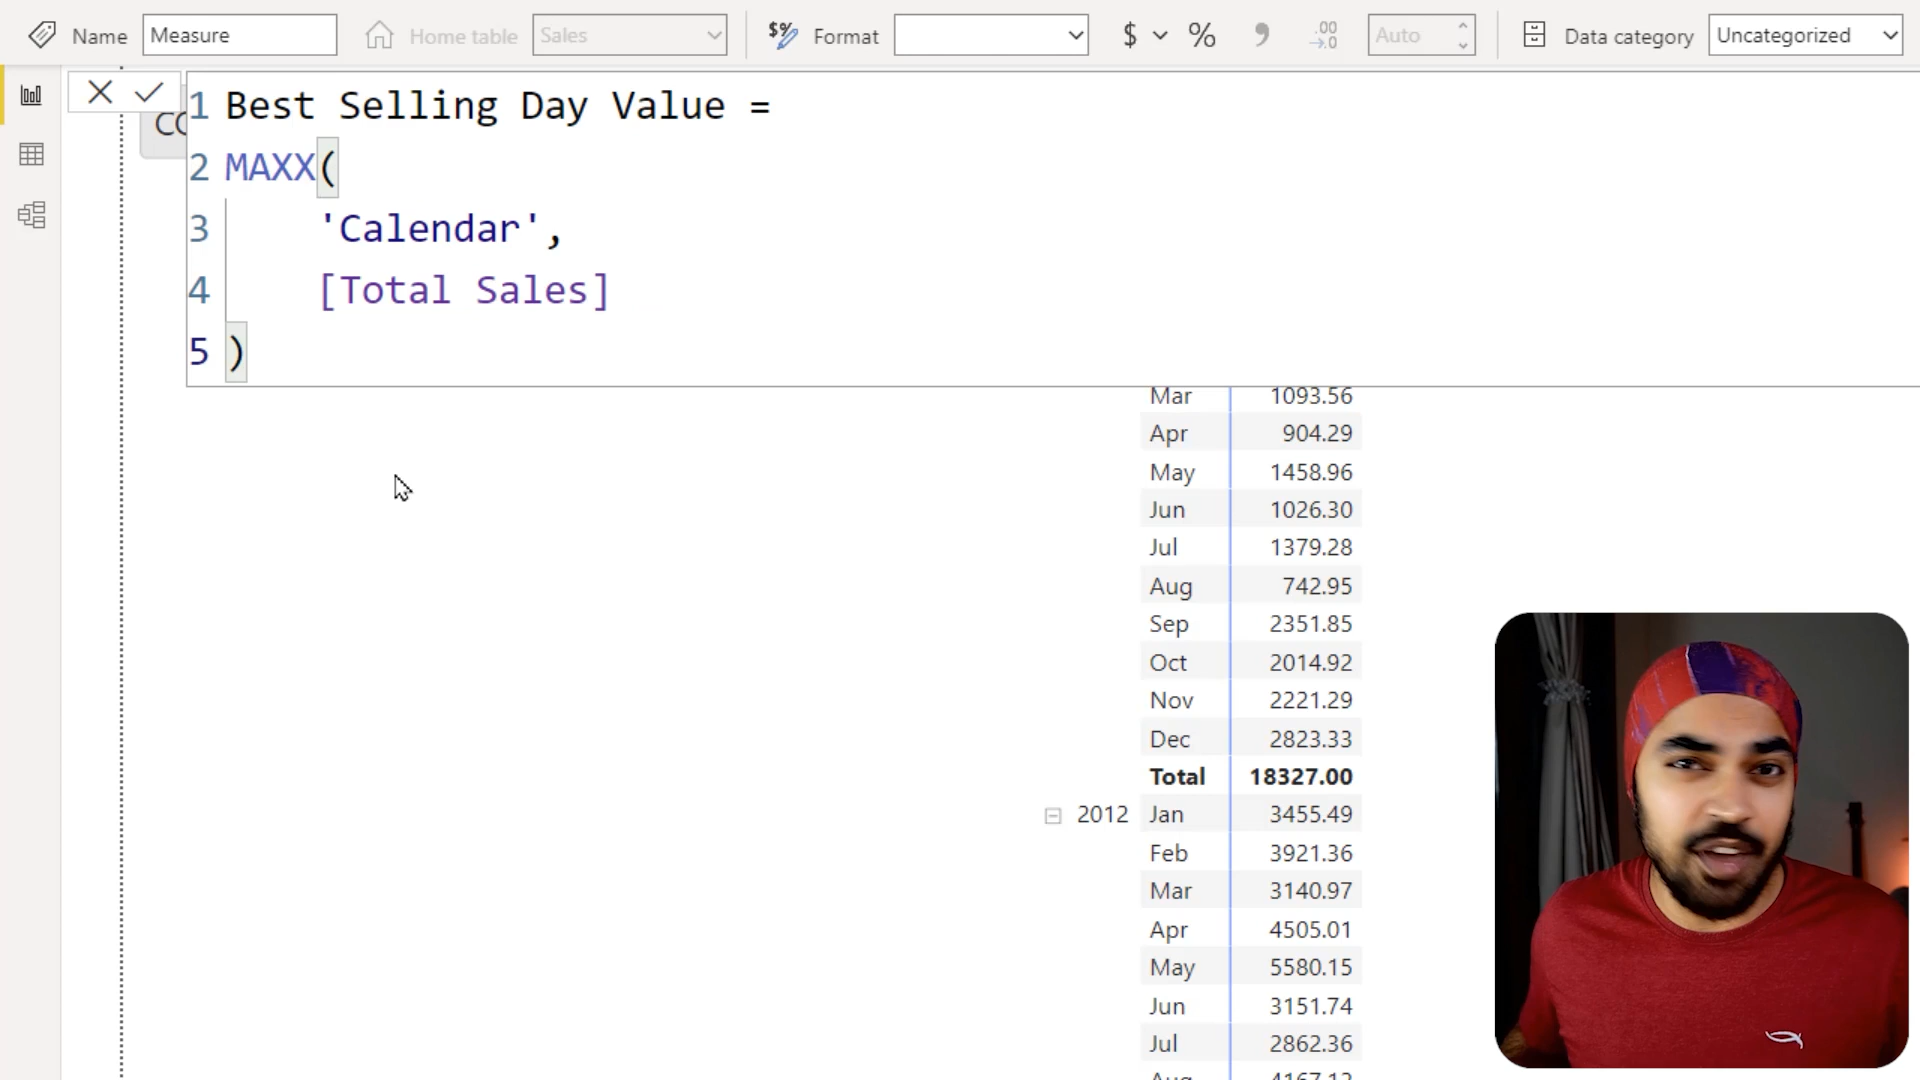 Name Measure Home table Sales Format $ % Auto Data category Uncategorized
1 Best Selling Day Value =
2 MAXX(
3 'Calendar',
4 [Total Sales]
5 )
Mar 1093.56
Apr 904.29
May 1458.96
Jun 1026.30
Jul 1379.28
Aug 742.95
Sep 2351.85
Oct 2014.92
Nov 2221.29
Dec 2823.33
Total 18327.00
2012 Jan 3455.49
Feb 3921.36
Mar 3140.97
Apr 4505.01
May 5580.15
Jun 3151.74
Jul 2862.36